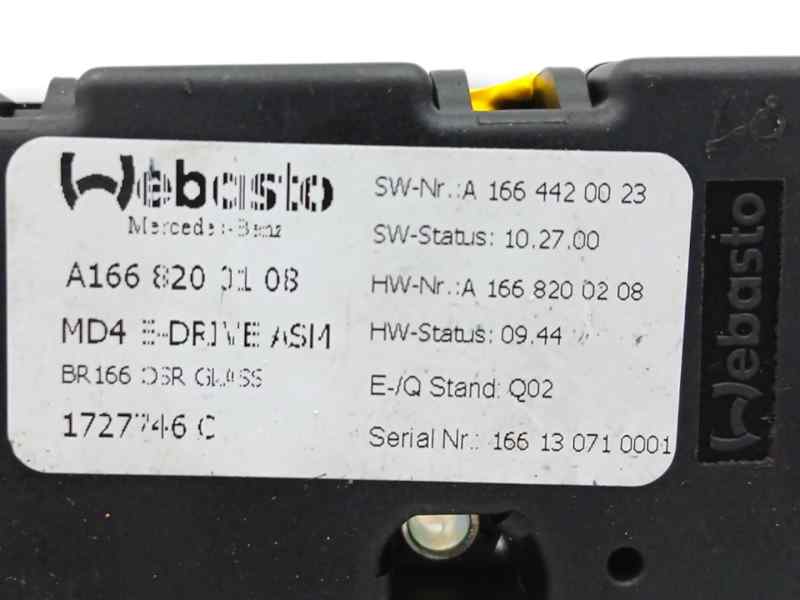 Webasto
Mercedes-Benz
A166 820 01 08
MD4 E-DRIVE ASM
BR166 OSR GLASS
1727746 C
SW-Nr.:A 166 442 00 23
SW-Status: 10.27.00
HW-Nr.:A 166 820 02 08
HW-Status: 09.44
E-/Q Stand: Q02
Serial Nr.: 166 13 071 0001
Webasto